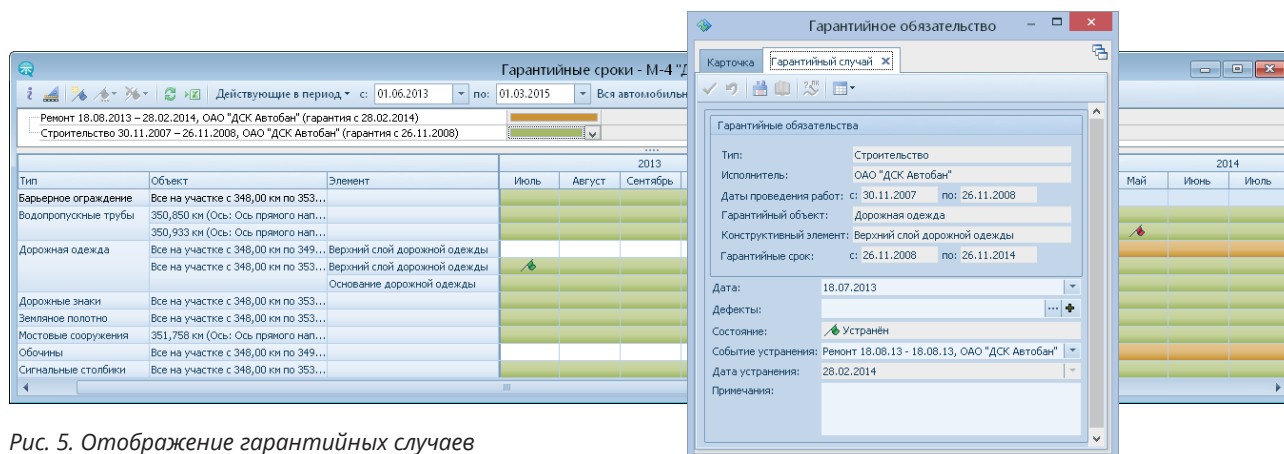 Гарантийные сроки - М-4 "Д
Действующие в период с: 01.06.2013 по: 01.03.2015 Вся автомобильн
Ремонт 18.08.2013 – 28.02.2014, ОАО "ДСК Автобан" (гарантия с 28.02.2014)
Строительство 30.11.2007 – 26.11.2008, ОАО "ДСК Автобан" (гарантия с 26.11.2008)
2013 2014
Тип Объект Элемент Июль Август Сентябрь Май Июнь Июль
Барьерное ограждение Все на участке с 348,00 км по 353...
Водопропускные трубы 350,850 км (Ось: Ось прямого нап...
350,933 км (Ось: Ось прямого нап...
Дорожная одежда Все на участке с 348,00 км по 349... Верхний слой дорожной одежды
Все на участке с 348,00 км по 353... Верхний слой дорожной одежды
Основание дорожной одежды
Дорожные знаки Все на участке с 348,00 км по 353...
Земляное полотно Все на участке с 348,00 км по 353...
Мостовые сооружения 351,758 км (Ось: Ось прямого нап...
Обочины Все на участке с 348,00 км по 349...
Сигнальные столбики Все на участке с 348,00 км по 353...
Гарантийное обязательство
Карточка Гарантийный случай
Гарантийные обязательства
Тип: Строительство
Исполнитель: ОАО "ДСК Автобан"
Даты проведения работ: с: 30.11.2007 по: 26.11.2008
Гарантийный объект: Дорожная одежда
Конструктивный элемент: Верхний слой дорожной одежды
Гарантийные срок: с: 26.11.2008 по: 26.11.2014
Дата: 18.07.2013
Дефекты:
Состояние: Устранён
Событие устранения: Ремонт 18.08.13 - 18.08.13, ОАО "ДСК Автобан"
Дата устранения: 28.02.2014
Примечания:
Рис. 5. Отображение гарантийных случаев